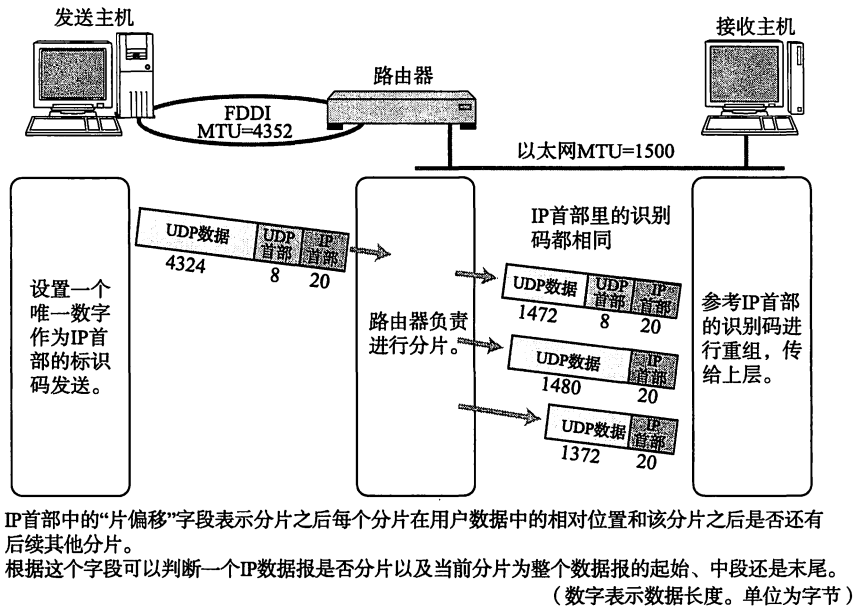 发送主机
接收主机
路由器
FDDI
MTU=4352
以太网MTU=1500
设置一个
唯一数字
作为IP首
部的标识
码发送。
UDP数据
UDP
首部
IP
首部
4324
8
20
路由器负责
进行分片。
IP首部里的识别
码都相同
UDP数据
UDP
首部
IP
首部
1472
8
20
UDP数据
IP
首部
1480
20
UDP数据
IP
首部
1372
20
参考IP首部
的识别码进
行重组，传
给上层。
IP首部中的“片偏移”字段表示分片之后每个分片在用户数据中的相对位置和该分片之后是否还有
后续其他分片。
根据这个字段可以判断一个IP数据报是否分片以及当前分片为整个数据报的起始、中段还是末尾。
（数字表示数据长度。单位为字节）